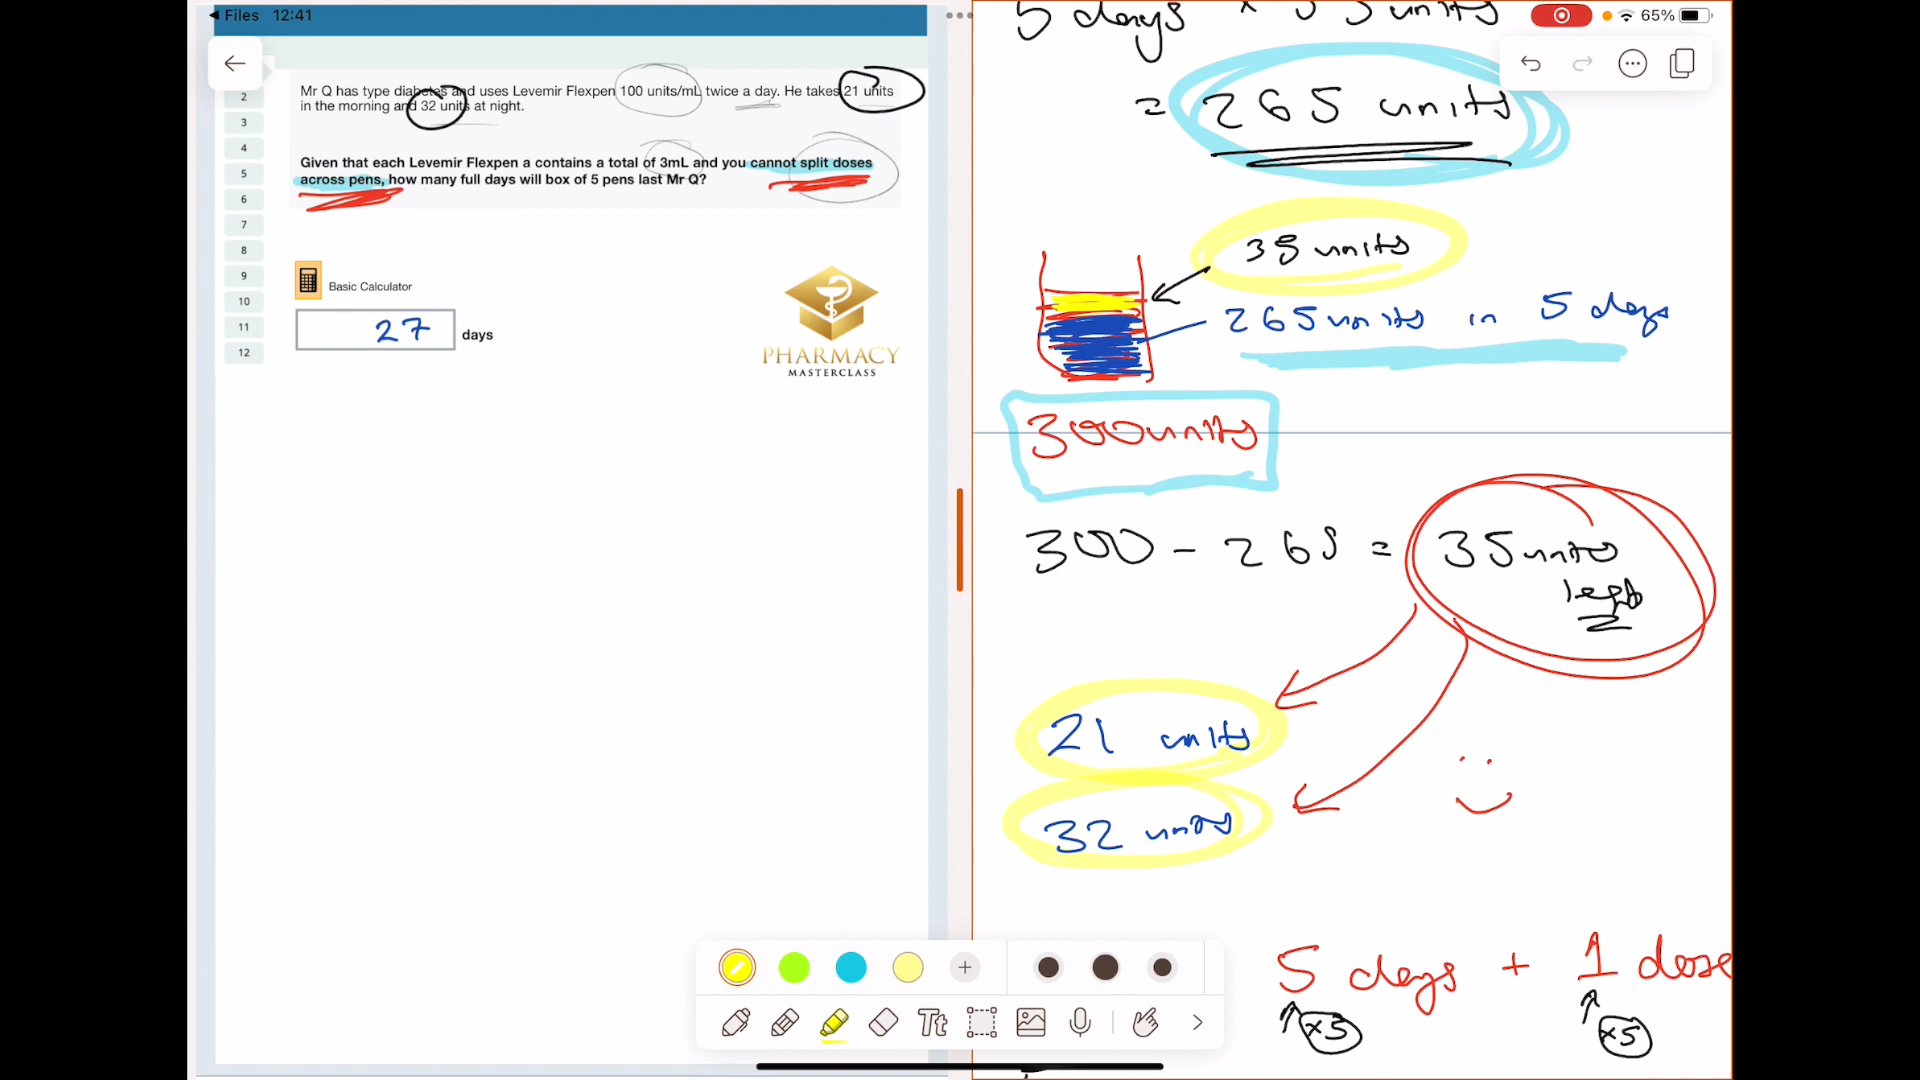 Files 12:41
65%
2
3
4
5
6
7
8
9
10
11
12
Mr Q has type diabetes and uses Levemir Flexpen 100 units/mL twice a day. He takes 21 units
in the morning and 32 units at night.
Given that each Levemir Flexpen a contains a total of 3mL and you cannot split doses
across pens, how many full days will box of 5 pens last Mr Q?
Basic Calculator
27 days
PHARMACY
MASTERCLASS
5 days × 53 units
= 265 units
35 units
265 units in 5 days
300 units
300 - 265 = 35 units
left
21 units
32 units
5 days + 1 dose
×5 ×5
Tt